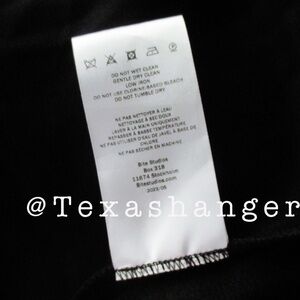 DO NOT WET CLEAN
GENTLE DRY CLEAN
LOW IRON
DO NOT USE CLORINE-BASED BLEACH
DO NOT TUMBLE DRY
NE PAS NETTOYER À L'EAU
NETTOYAGE À SEC DOUX
LAVER À LA MAIN UNIQUEMENT
REPASSER À BASSE TEMPÉRATURE
NE PAS UTILISER D'EAU DE JAVEL À BASE DE
CHLORE
NE PAS SÉCHER EN MACHINE
Bite Studios
Box 318
11674 Stockholm
Bitestudios.com
2023/05
@Texashanger